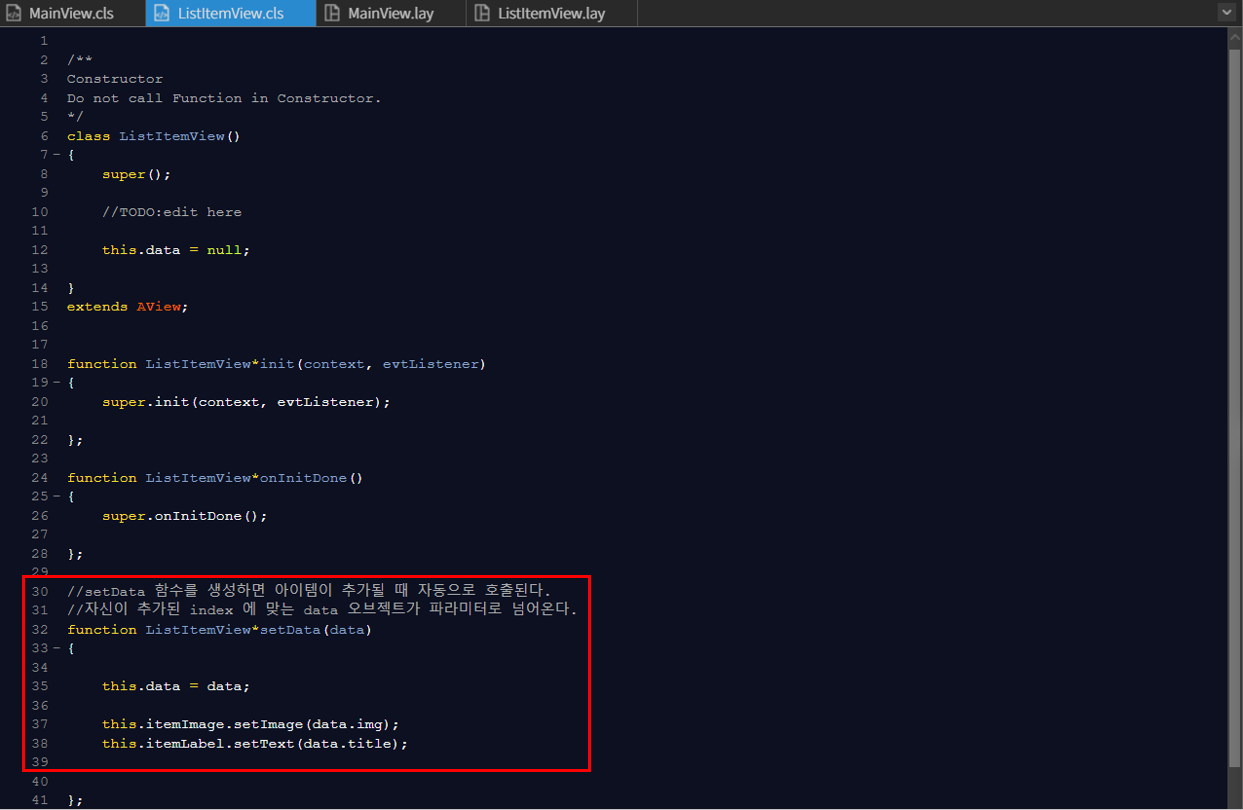 MainView.cls ListItemView.cls MainView.lay ListItemView.lay
1
2 /**
3 Constructor
4 Do not call Function in Constructor.
5 */
6 class ListItemView()
7 {
8 super();
9
10 //TODO:edit here
11
12 this.data = null;
13
14 }
15 extends AView;
16
17
18 function ListItemView*init(context, evtListener)
19 {
20 super.init(context, evtListener);
21
22 };
23
24 function ListItemView*onInitDone()
25 {
26 super.onInitDone();
27
28 };
29
30 //setData 함수를 생성하면 아이템이 추가될 때 자동으로 호출된다.
31 //자신이 추가된 index 에 맞는 data 오브젝트가 파라미터로 넘어온다.
32 function ListItemView*setData(data)
33 {
34
35 this.data = data;
36
37 this.itemImage.setImage(data.img);
38 this.itemLabel.setText(data.title);
39
40
41 };